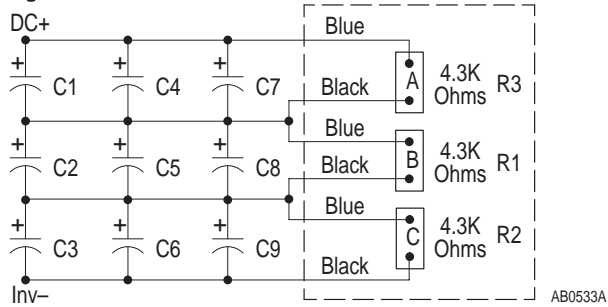 DC+
Blue
+ + +
C1 C4 C7
Black
A 4.3K Ohms R3
Blue
+ + +
C2 C5 C8
Black
B 4.3K Ohms R1
Blue
+ + +
C3 C6 C9
Black
C 4.3K Ohms R2
Inv–
AB0533A